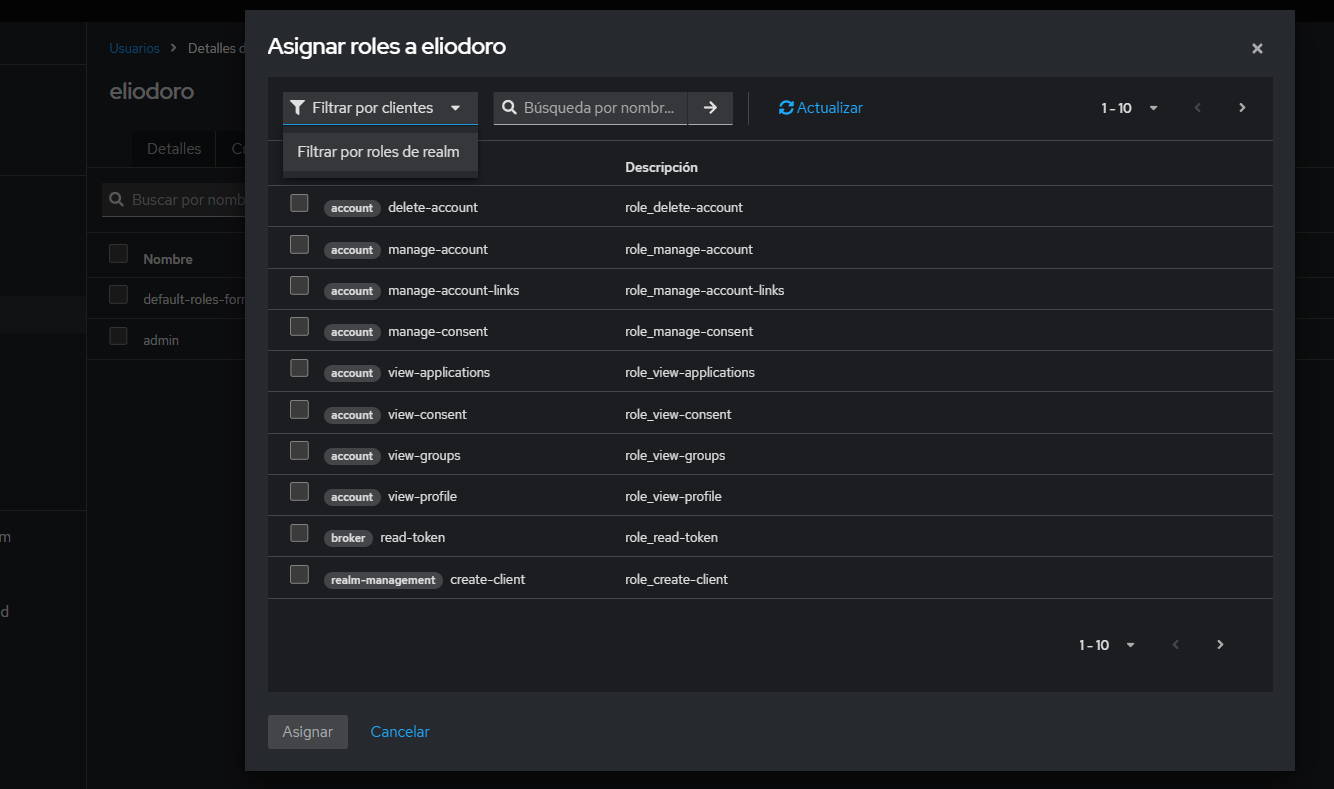 Asignar roles a eliodoro
Usuarios > Detalles d
eliodoro
Detalles
Buscar por nomb
Nombre
default-roles-for
admin
m
d
Filtrar por clientes
Búsqueda por nombr...
Actualizar
1 - 10
Filtrar por roles de realm
Descripción
account delete-account role_delete-account
account manage-account role_manage-account
account manage-account-links role_manage-account-links
account manage-consent role_manage-consent
account view-applications role_view-applications
account view-consent role_view-consent
account view-groups role_view-groups
account view-profile role_view-profile
broker read-token role_read-token
realm-management create-client role_create-client
1 - 10
Asignar Cancelar